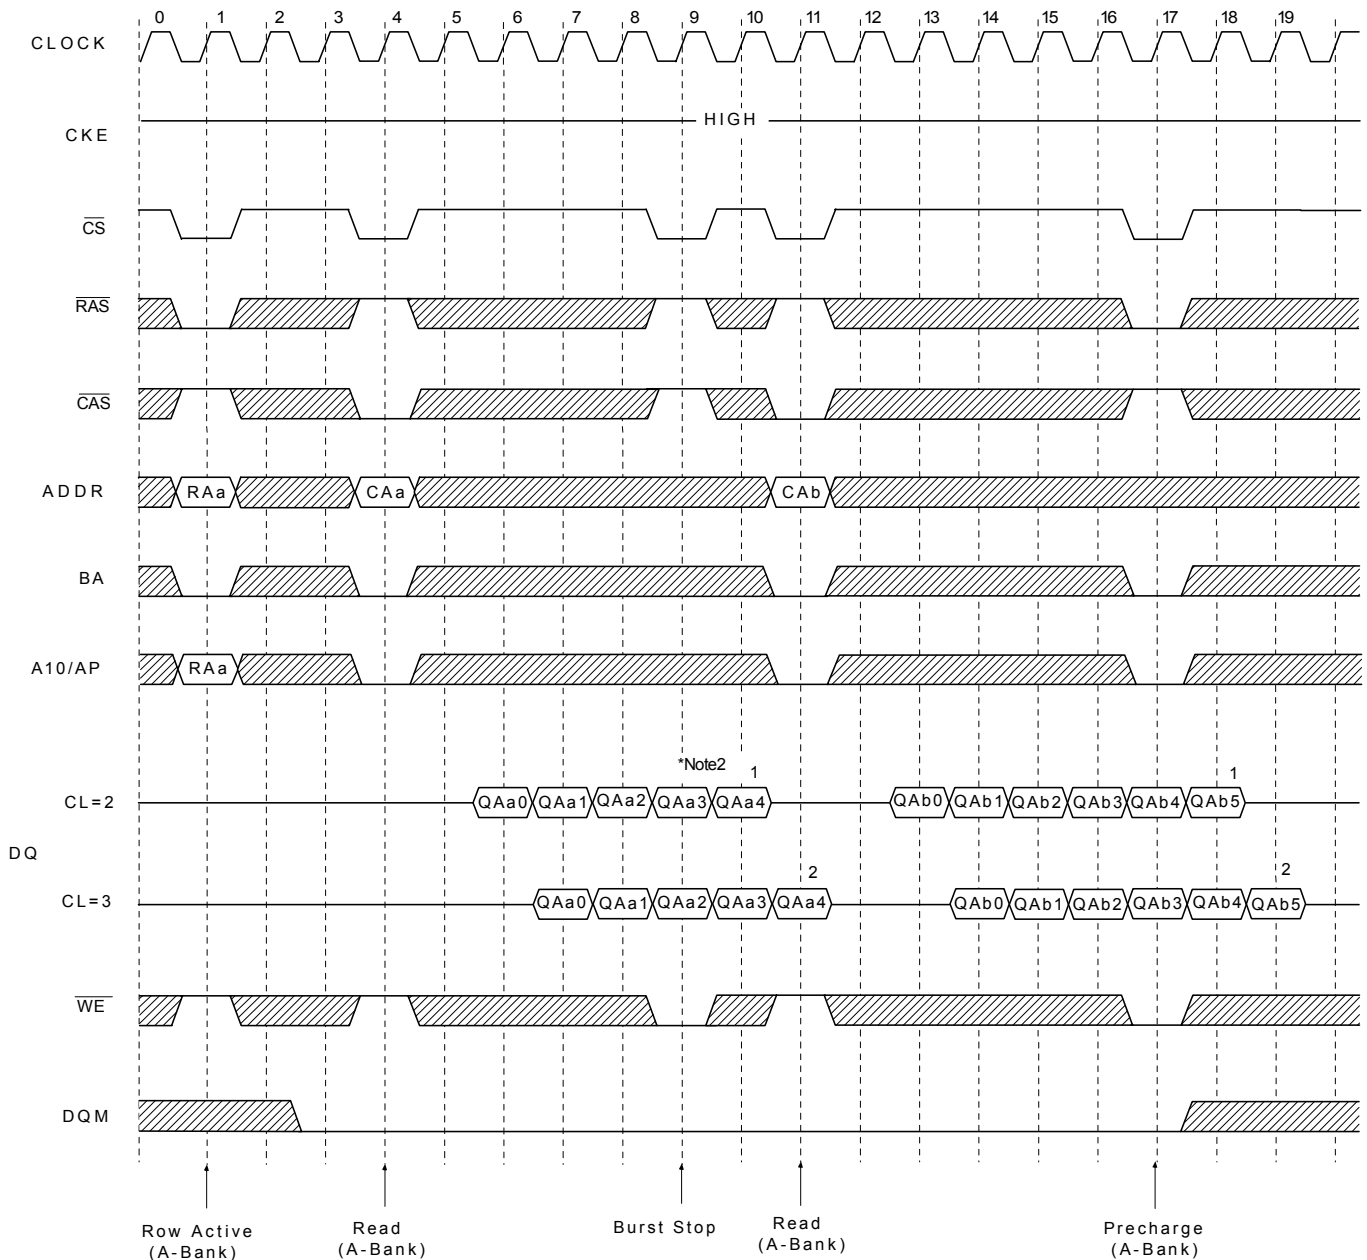 0 1 2 3 4 5 6 7 8 9 10 11 12 13 14 15 16 17 18 19
CLOCK
CKE
HIGH
CS
RAS
CAS
ADDR RAa CAa CAb
BA
A10/AP RAa
*Note2 1 1
CL=2 QAa0 QAa1 QAa2 QAa3 QAa4 QAb0 QAb1 QAb2 QAb3 QAb4 QAb5
DQ
2 2
CL=3 QAa0 QAa1 QAa2 QAa3 QAa4 QAb0 QAb1 QAb2 QAb3 QAb4 QAb5
WE
DQM
Row Active
(A-Bank)
Read
(A-Bank)
Burst Stop
Read
(A-Bank)
Precharge
(A-Bank)